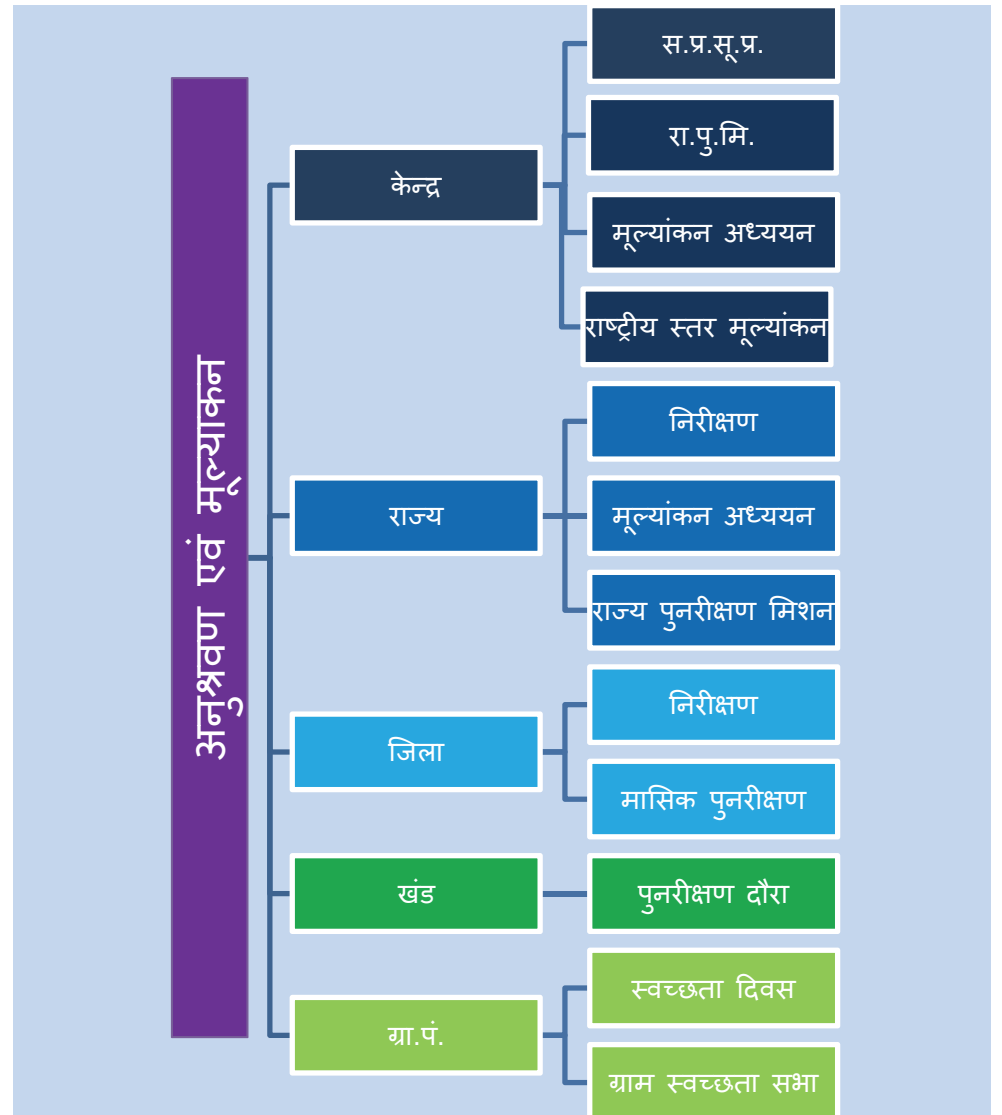 अनुश्रवण एवं मूल्याकन
केन्द्र
स.प्र.सू.प्र.
रा.पु.मि.
मूल्यांकन अध्ययन
राष्ट्रीय स्तर मूल्यांकन
राज्य
निरीक्षण
मूल्यांकन अध्ययन
राज्य पुनरीक्षण मिशन
जिला
निरीक्षण
मासिक पुनरीक्षण
खंड
पुनरीक्षण दौरा
ग्रा.पं.
स्वच्छता दिवस
ग्राम स्वच्छता सभा